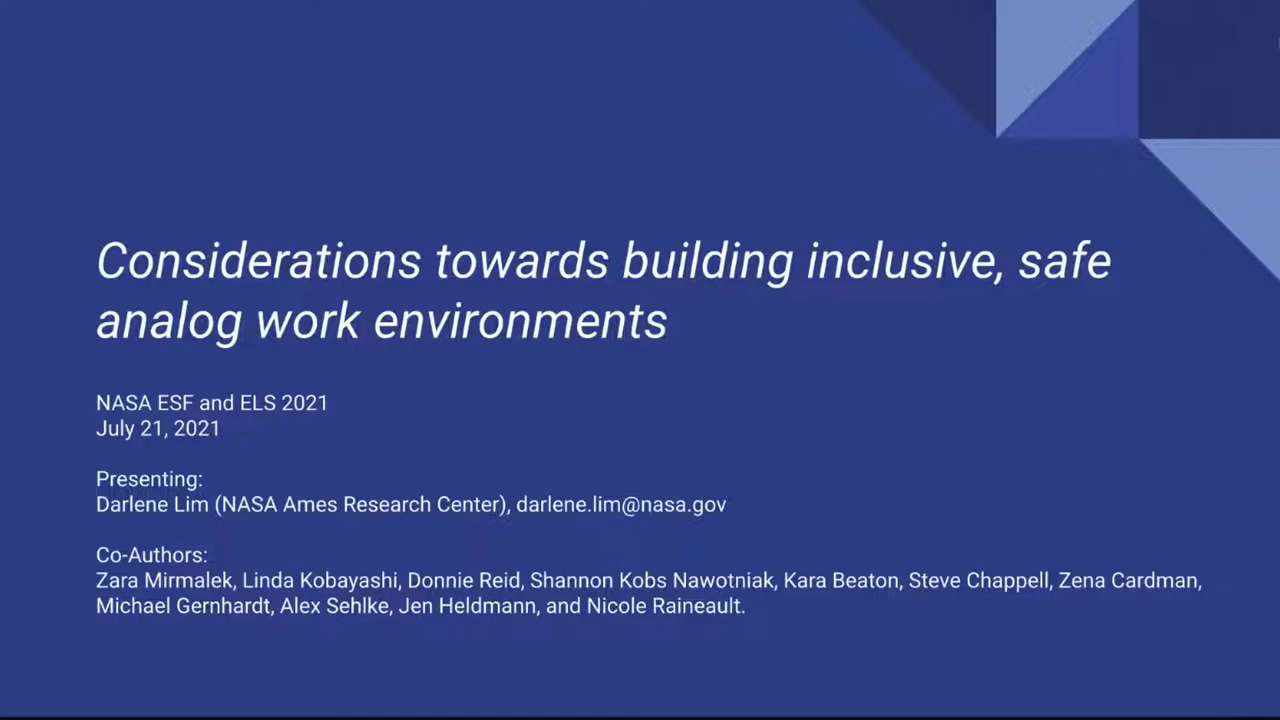 Considerations towards building inclusive, safe
analog work environments
NASA ESF and ELS 2021
July 21, 2021
Presenting:
Darlene Lim (NASA Ames Research Center), darlene.lim@nasa.gov
Co-Authors:
Zara Mirmalek, Linda Kobayashi, Donnie Reid, Shannon Kobs Nawotniak, Kara Beaton, Steve Chappell, Zena Cardman,
Michael Gernhardt, Alex Sehlke, Jen Heldmann, and Nicole Raineault.